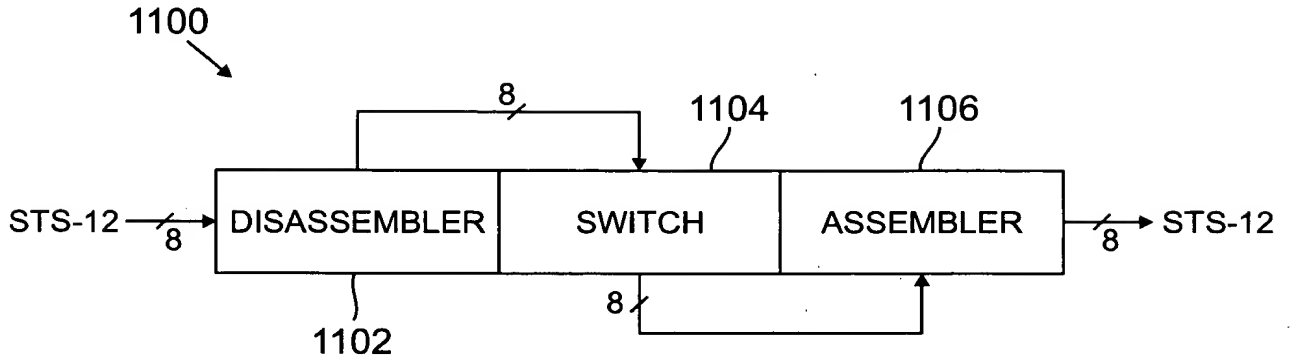 1100
8
1104
1106
STS-12
8
DISASSEMBLER
SWITCH
ASSEMBLER
8
STS-12
8
1102